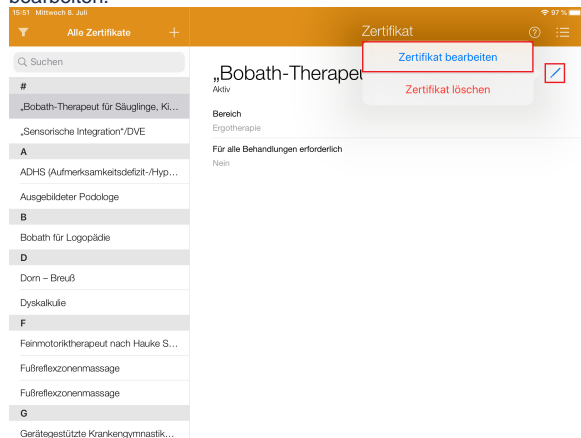 bearbeiten.
15:51 Mittwoch 8. Juli
97 %
Alle Zertifikate
Zertifikat
Suchen
Zertifikat bearbeiten
Zertifikat löschen
„Bobath-Therapeu
Aktiv
Bereich
Ergotherapie
Für alle Behandlungen erforderlich
Nein
#
„Bobath-Therapeut für Säuglinge, Ki...
„Sensorische Integration“/DVE
A
ADHS (Aufmerksamkeitsdefizit-/Hyp...
Ausgebildeter Podologe
B
Bobath für Logopädie
D
Dorn – Breuß
Dyskalkulie
F
Feinmotoriktherapeut nach Hauke S...
Fußreflexzonenmassage
Fußreflexzonenmassage
G
Gerätegestützte Krankengymnastik...